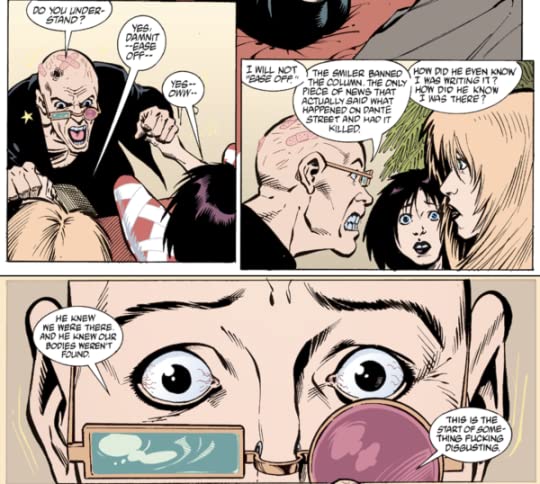 DO YOU UNDER-
STAND?
YES,
DAMNIT
--EASE
OFF--
YES--
OWW--
I WILL NOT
"EASE OFF."
THE SMILER BANNED
THE COLUMN. THE ONLY
PIECE OF NEWS THAT
ACTUALLY SAID WHAT
HAPPENED ON DANTE
STREET AND HAD IT
KILLED.
HOW DID HE EVEN KNOW
I WAS WRITING IT?
HOW DID HE KNOW
I WAS THERE?
HE KNEW
WE WERE THERE.
AND HE KNEW OUR
BODIES WEREN'T
FOUND.
THIS IS THE
START OF SOME-
THING FUCKING
DISGUSTING.